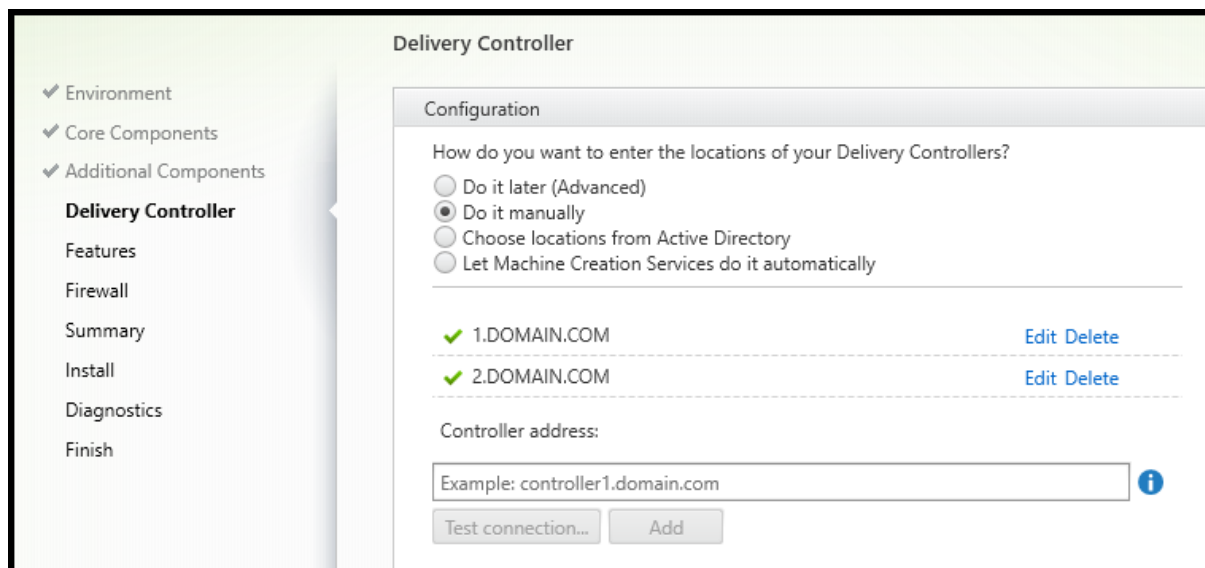 Delivery Controller
Environment
Core Components
Additional Components
Delivery Controller
Features
Firewall
Summary
Install
Diagnostics
Finish
Configuration
How do you want to enter the locations of your Delivery Controllers?
Do it later (Advanced)
Do it manually
Choose locations from Active Directory
Let Machine Creation Services do it automatically
1.DOMAIN.COM Edit Delete
2.DOMAIN.COM Edit Delete
Controller address:
Example: controller1.domain.com
Test connection... Add